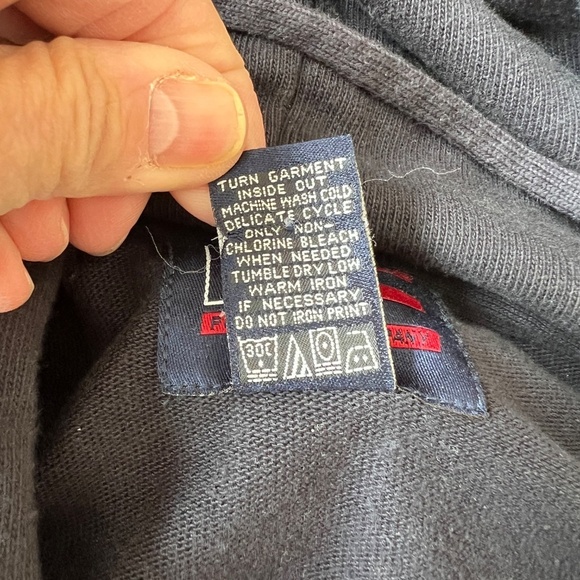 TURN GARMENT
INSIDE OUT
MACHINE WASH COLD
DELICATE CYCLE
ONLY NON-
CHLORINE BLEACH
WHEN NEEDED
TUMBLE DRY LOW
WARM IRON
IF NECESSARY
DO NOT IRON PRINT
30C